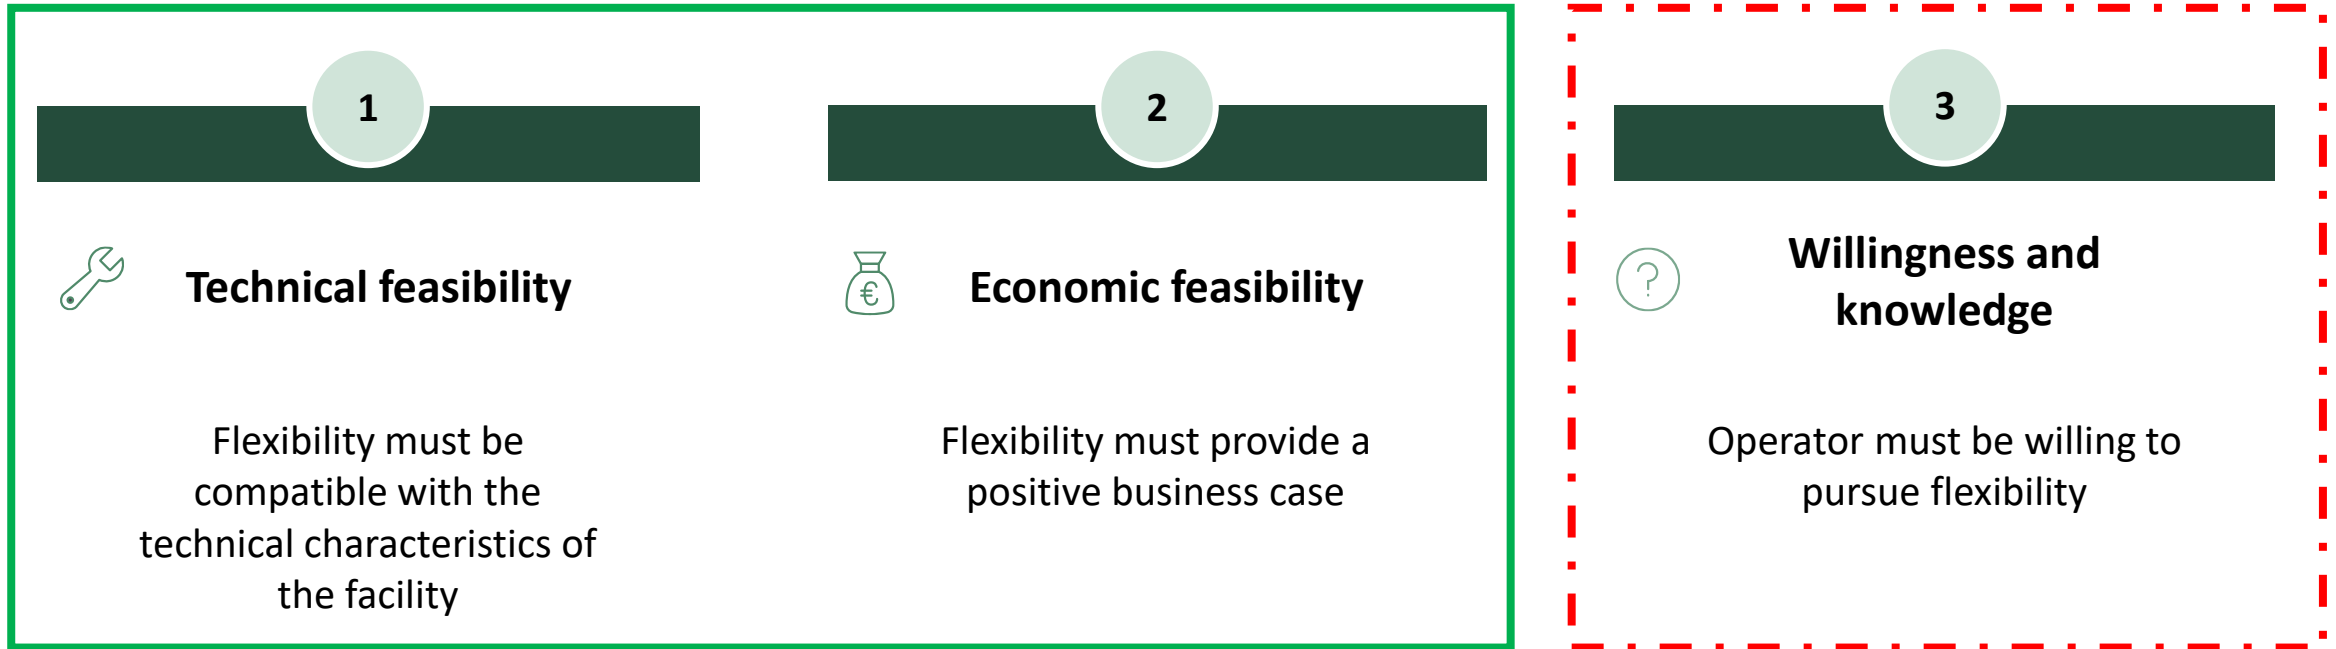 1
Technical feasibility
Flexibility must be
compatible with the
technical characteristics of
the facility
2
€
Economic feasibility
Flexibility must provide a
positive business case
3
?
Willingness and
knowledge
Operator must be willing to
pursue flexibility